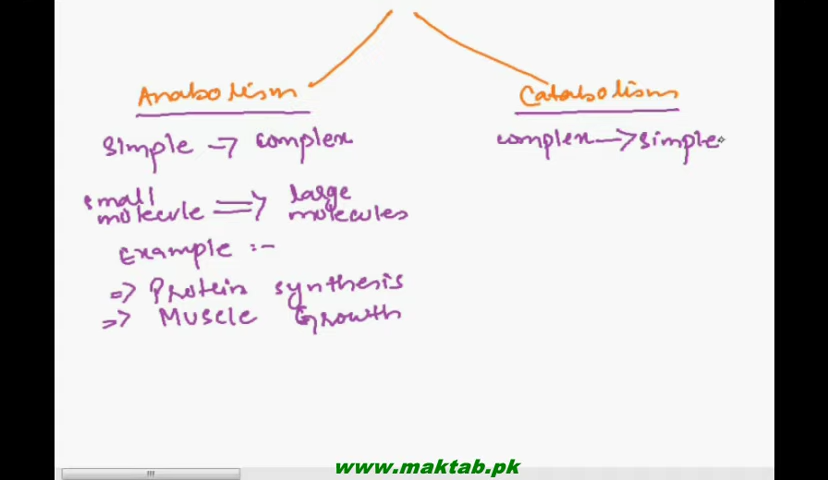 Anabolism
Catabolism
Simple → complex
complex → simple
small molecule ⇒ large molecules
Example :-
⇒ Protein synthesis
⇒ Muscle Growth
www.maktab.pk